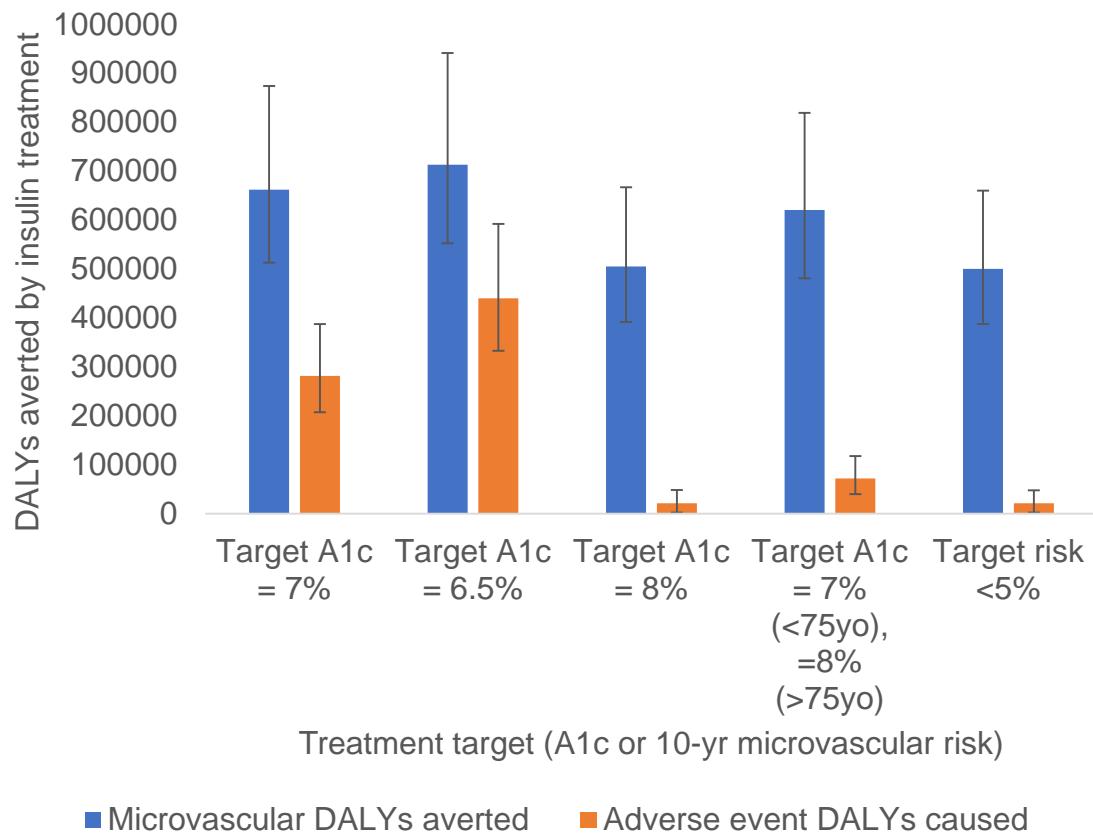 DALYs averted by insulin treatment
1000000
900000
800000
700000
600000
500000
400000
300000
200000
100000
0
Target A1c
= 7%
Target A1c
= 6.5%
Target A1c
= 8%
Target A1c
= 7%
(<75yo),
=8%
(>75yo)
Target risk
<5%
Treatment target (A1c or 10-yr microvascular risk)
Microvascular DALYs averted
Adverse event DALYs caused